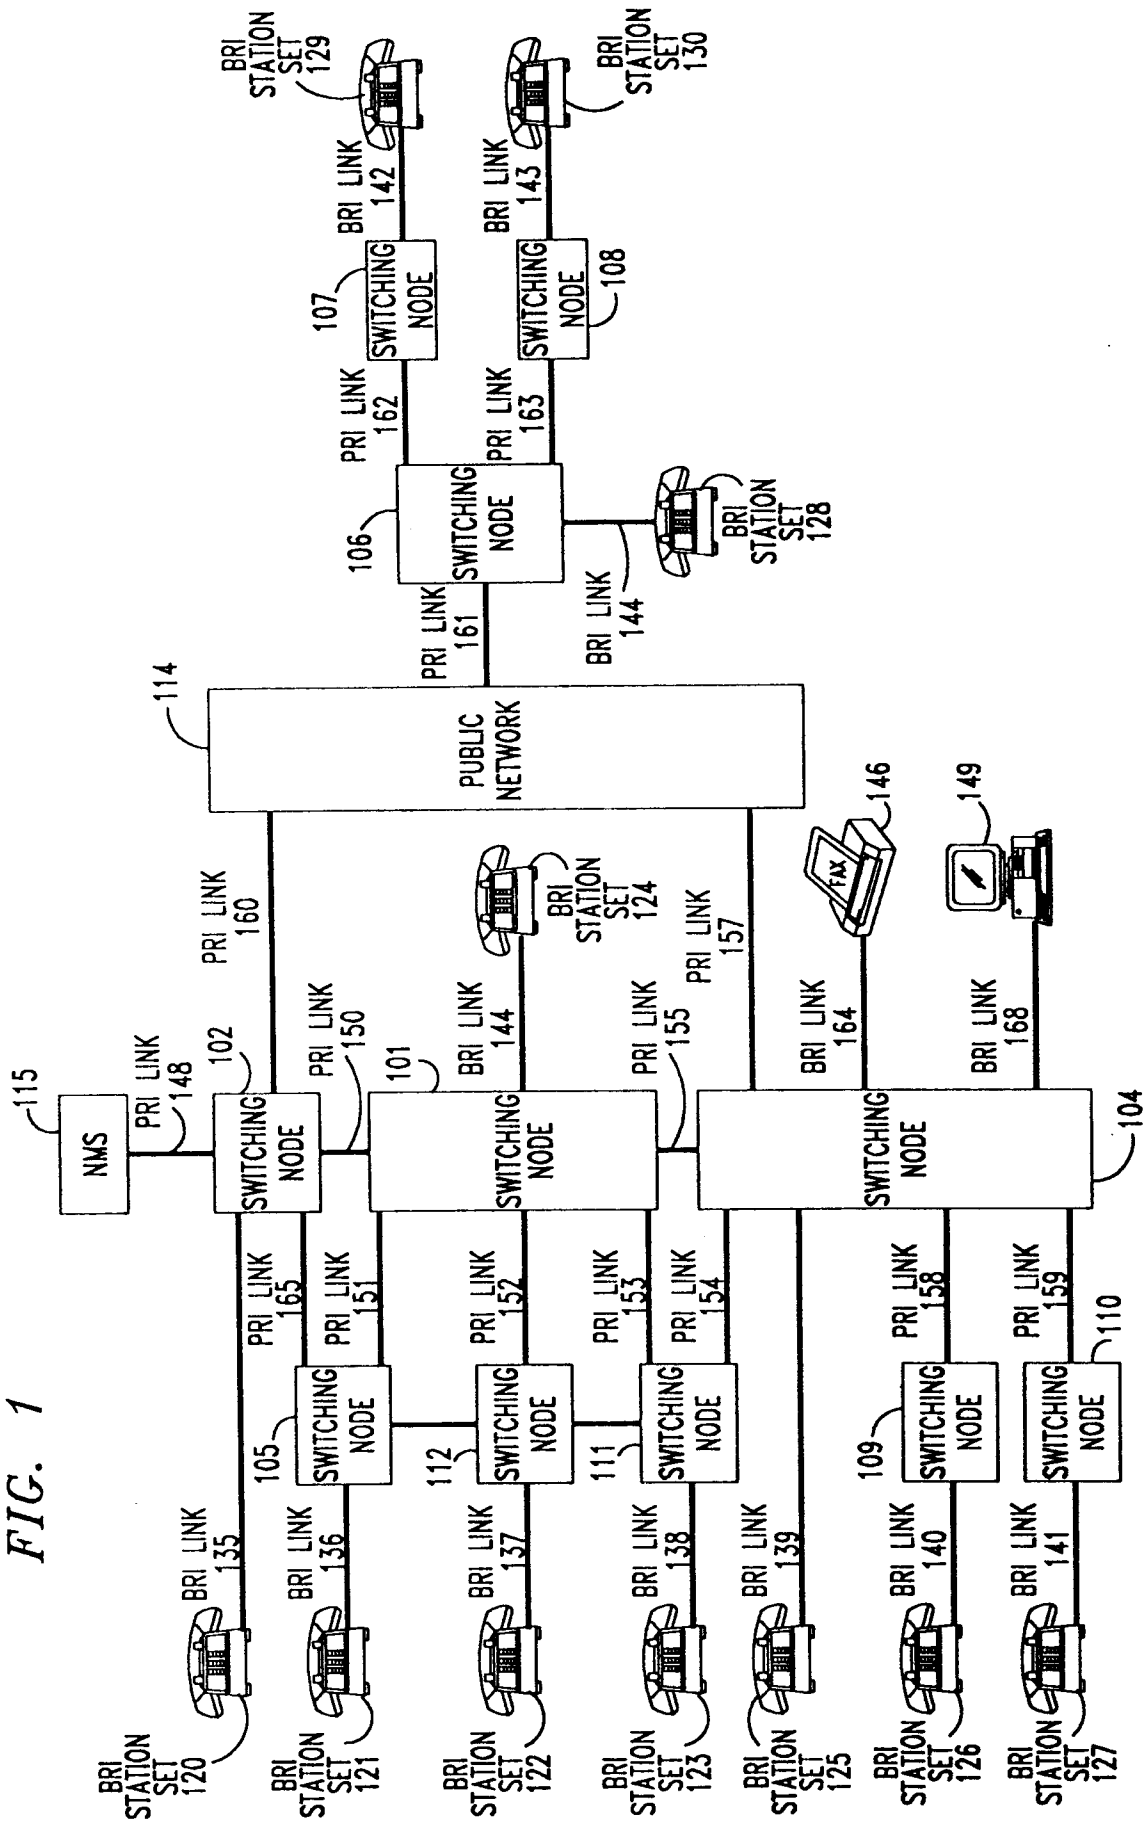 FIG. 1
115
NMS
PRI LINK
148
102
SWITCHING
NODE
PRI LINK
160
114
PUBLIC
NETWORK
PRI LINK
161
106
SWITCHING
NODE
PRI LINK
162
107
SWITCHING
NODE
BRI LINK
142
BRI
STATION
SET
129
PRI LINK
163
SWITCHING
NODE
108
BRI LINK
143
BRI
STATION
SET
130
BRI LINK
144
BRI
STATION
SET
128
BRI
STATION
SET
120
BRI LINK
135
PRI LINK
165
PRI LINK
150
BRI
STATION
SET
121
BRI LINK
136
105
SWITCHING
NODE
PRI LINK
151
101
SWITCHING
NODE
BRI LINK
144
BRI
STATION
SET
124
BRI
STATION
SET
122
BRI LINK
137
112
SWITCHING
NODE
PRI LINK
152
BRI
STATION
SET
123
BRI LINK
138
111
SWITCHING
NODE
PRI LINK
153
PRI LINK
154
PRI LINK
155
PRI LINK
157
BRI
STATION
SET
125
BRI LINK
139
SWITCHING
NODE
104
BRI LINK
164
FAX
146
BRI
STATION
SET
126
BRI LINK
140
109
SWITCHING
NODE
PRI LINK
158
BRI LINK
168
149
BRI
STATION
SET
127
BRI LINK
141
SWITCHING
NODE
110
PRI LINK
159